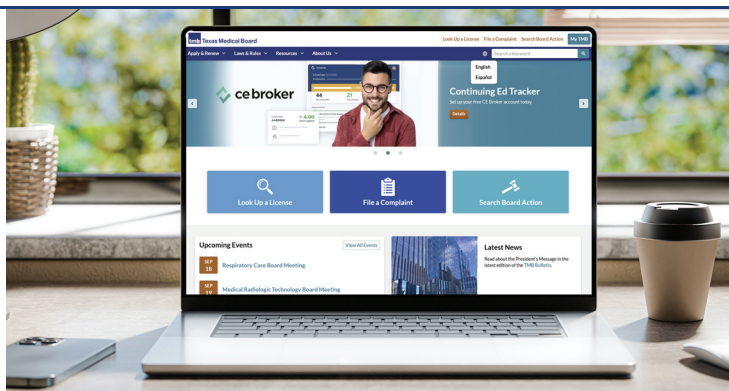 tmb Texas Medical Board
Look Up a License File a Complaint Search Board Action My TMB
Apply & Renew Laws & Rules Resources About Us
Search a keyword
English
Español
cebroker
44
21
+ 4.00
Continuing Ed Tracker
Set up your free CE Broker account today
Details
Look Up a License
File a Complaint
Search Board Action
Upcoming Events
View All Events
SEP
18
Respiratory Care Board Meeting
SEP
19
Medical Radiologic Technology Board Meeting
Latest News
Read about the President's Message in the
latest edition of the TMB Bulletin.